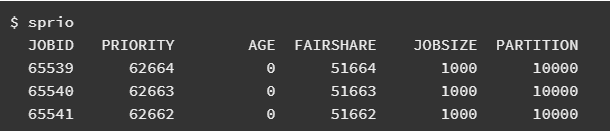 $ sprio
JOBID PRIORITY AGE FAIRSHARE JOBSIZE PARTITION
65539 62664 0 51664 1000 10000
65540 62663 0 51663 1000 10000
65541 62662 0 51662 1000 10000